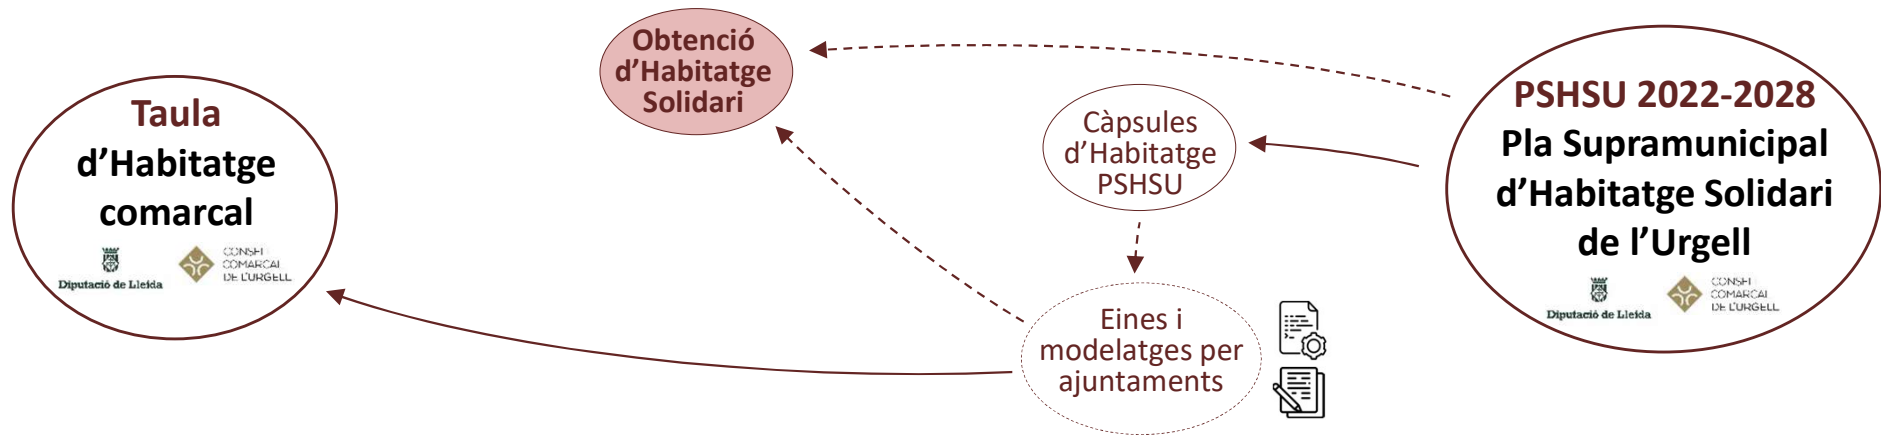 Taula
d’Habitatge
comarcal
Diputació de Lleida
CONSELL
COMARCAL
DE L'URGELL
Obtenció
d’Habitatge
Solidari
Càpsules
d’Habitatge
PSHSU
Eines i
modelatges per
ajuntaments
PSHSU 2022-2028
Pla Supramunicipal
d’Habitatge Solidari
de l’Urgell
Diputació de Lleida
CONSELL
COMARCAL
DE L'URGELL